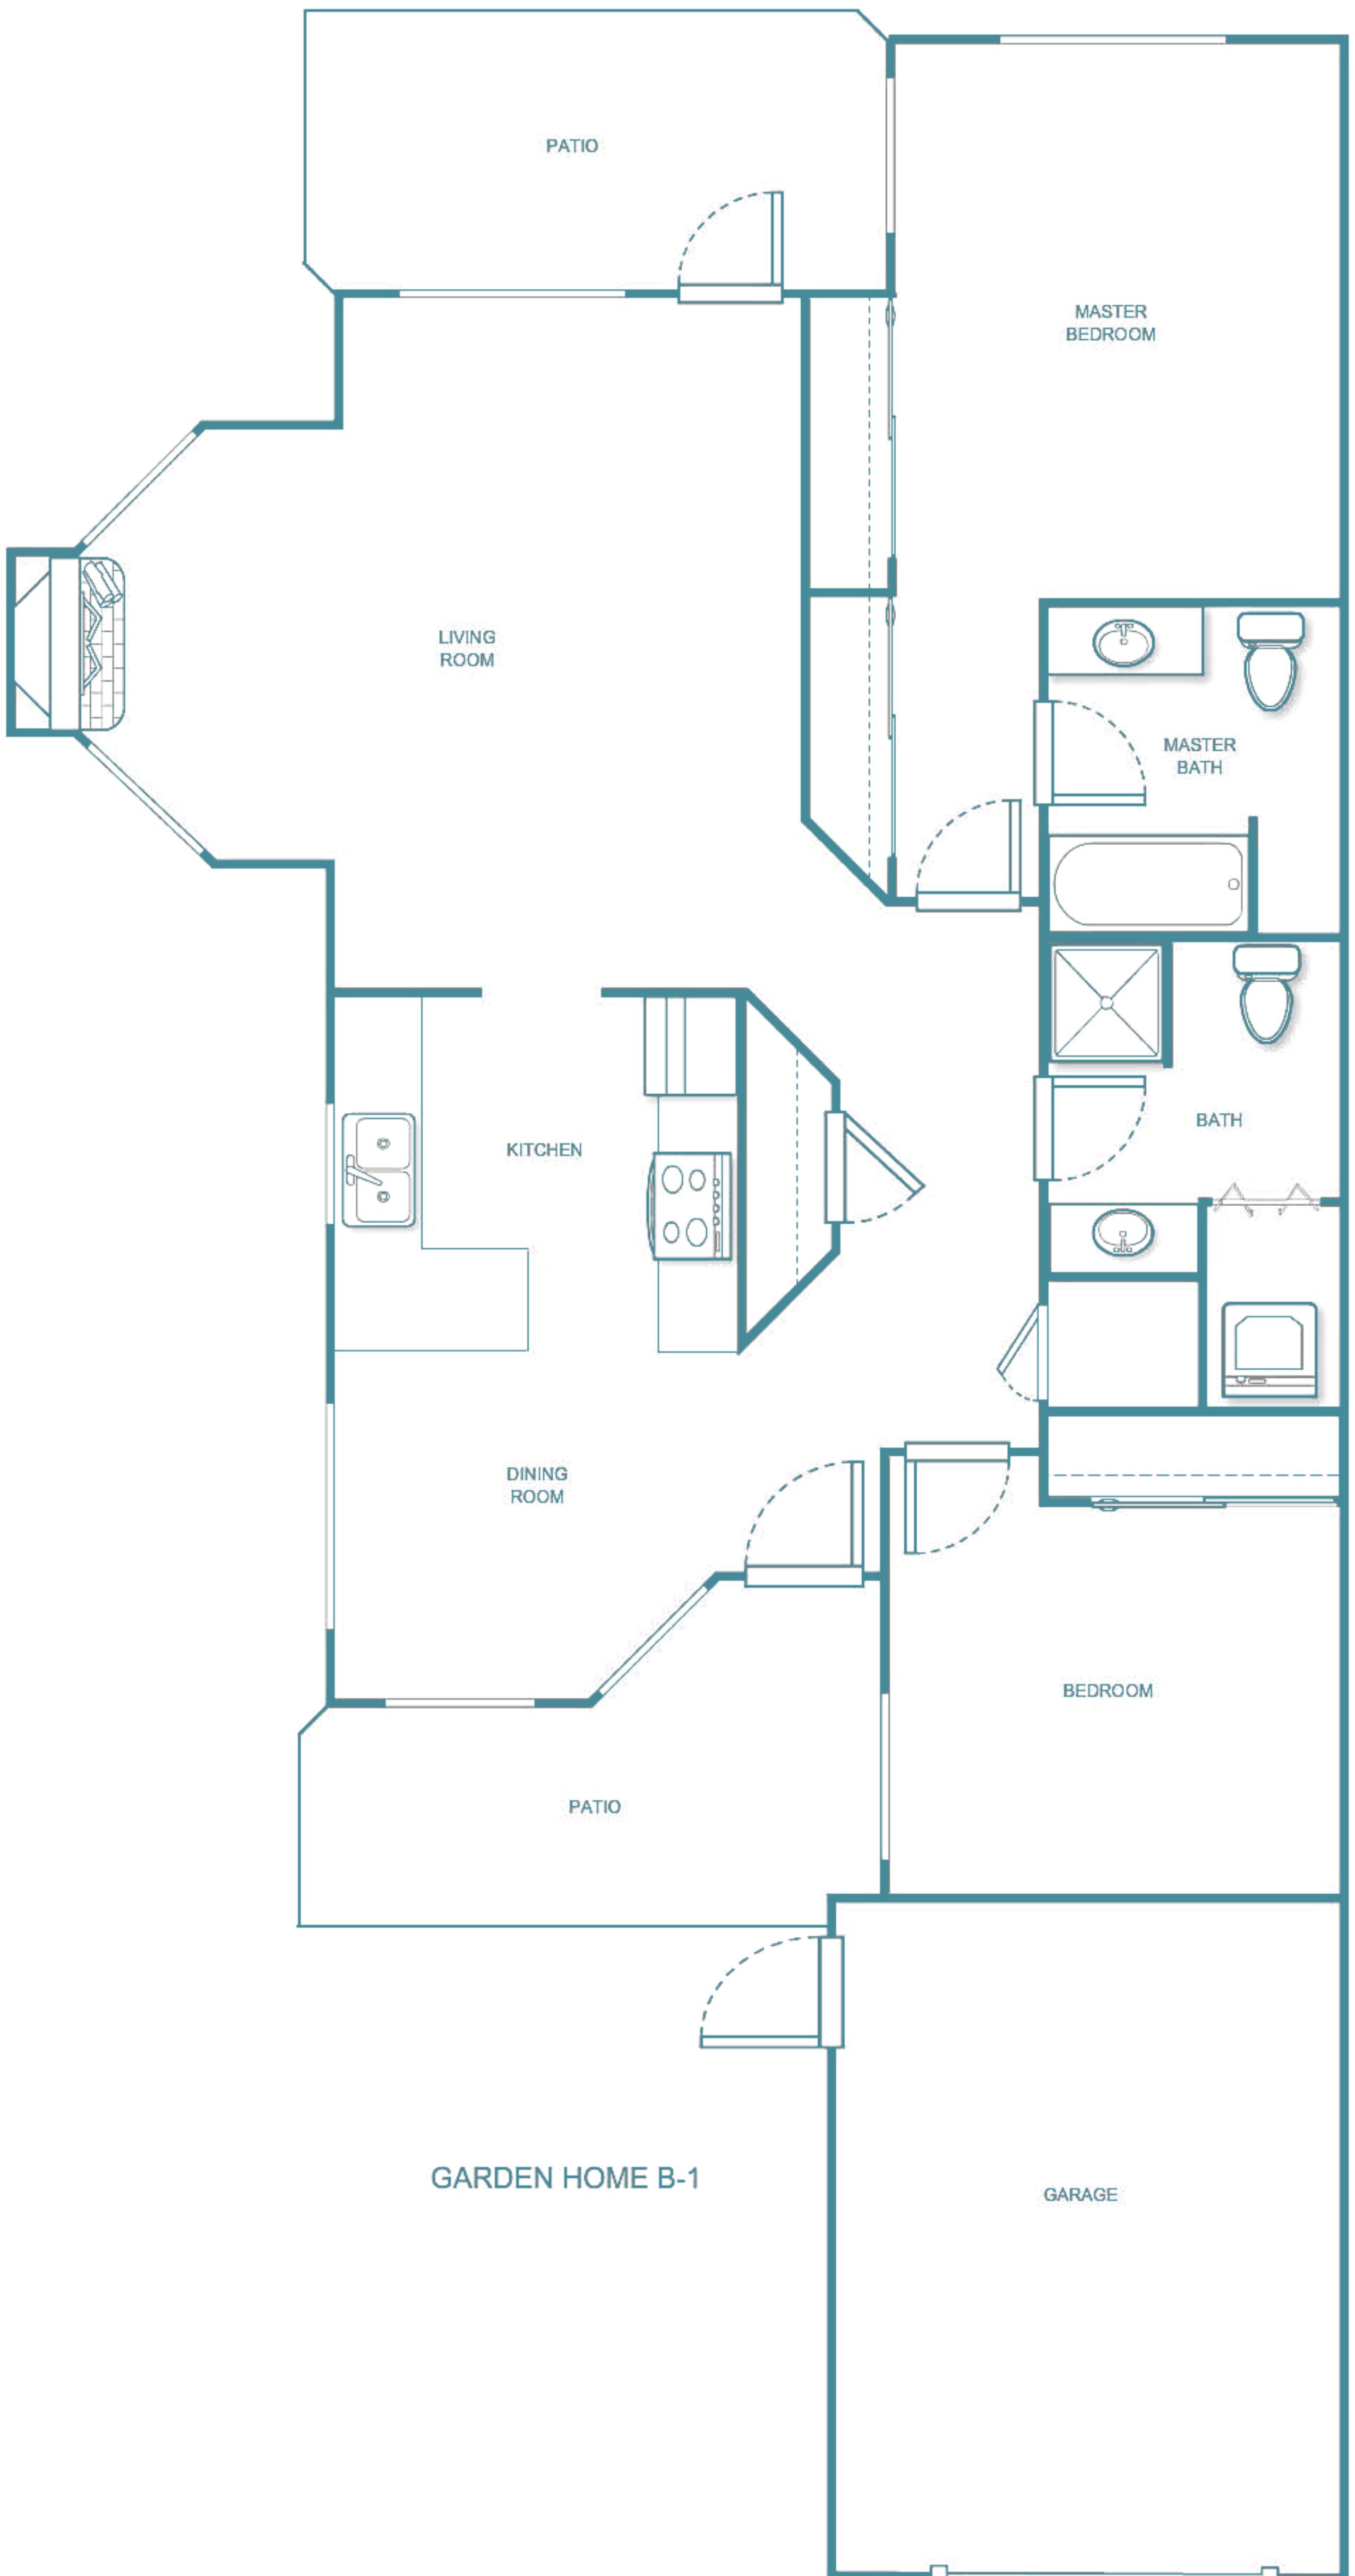 PATIO
MASTER
BEDROOM
LIVING
ROOM
MASTER
BATH
KITCHEN
BATH
DINING
ROOM
BEDROOM
PATIO
GARDEN HOME B-1
GARAGE